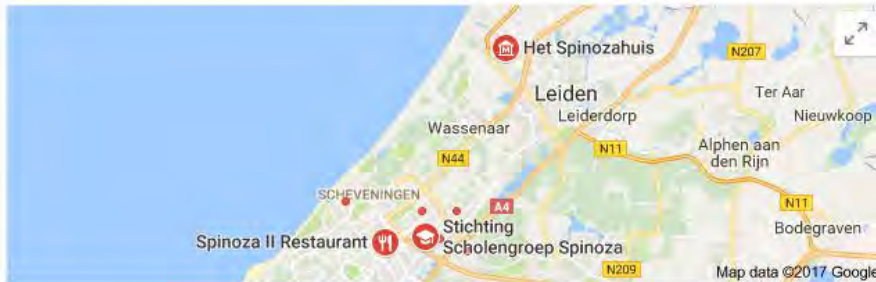 Het Spinozahuis
N207
Leiden
Ter Aar
Leiderdorp
Nieuwkoop
Wassenaar
N11
Alphen aan
den Rijn
N44
SCHEVENINGEN
A4
N11
Stichting
Scholengroep Spinoza
Bodegraven
Spinoza II Restaurant
N209
Map data ©2017 Google